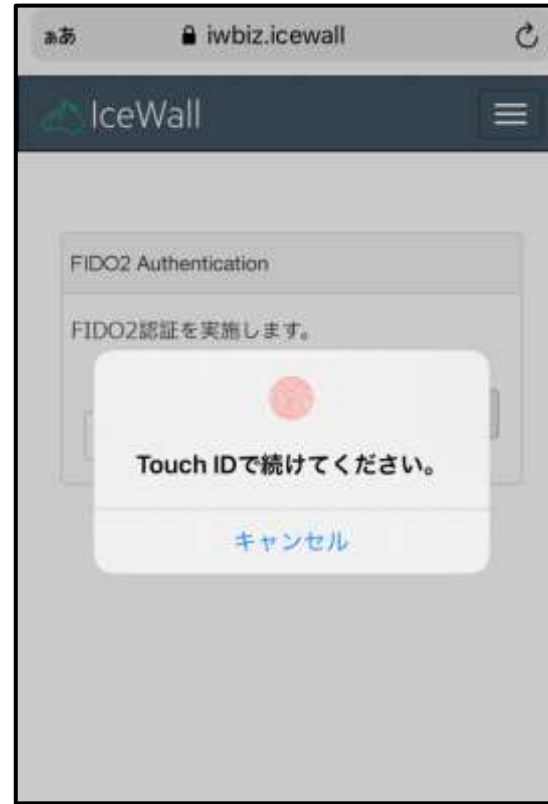 ぁあ iwbiz.icewall
IceWall
FIDO2 Authentication
FIDO2認証を実施します。
Touch IDで続けてください。
キャンセル